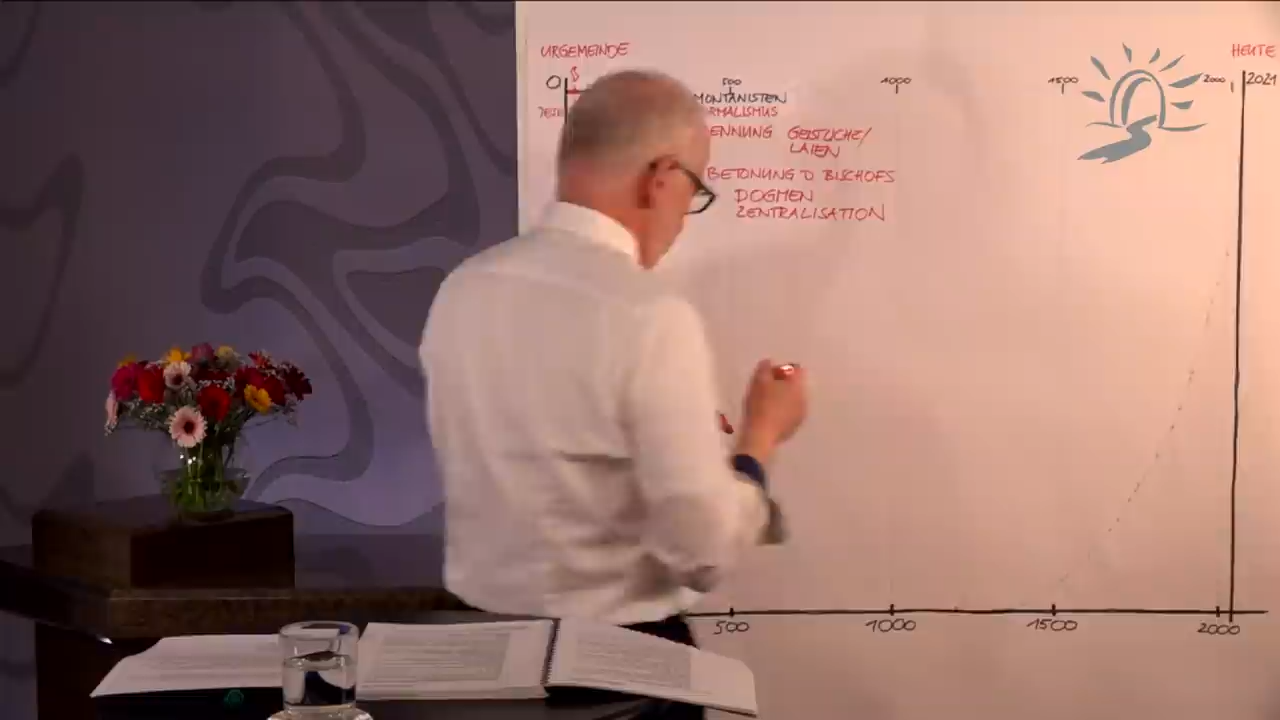 URGEMEINDE
HEUTE
0 500 1000 1500 2000 2021
MONTANISTEN
RMALISMUS
ENNUNG GEISTLICHE/
LAIEN
BETONUNG D BISCHOFS
DOGMEN
ZENTRALISATION
500 1000 1500 2000